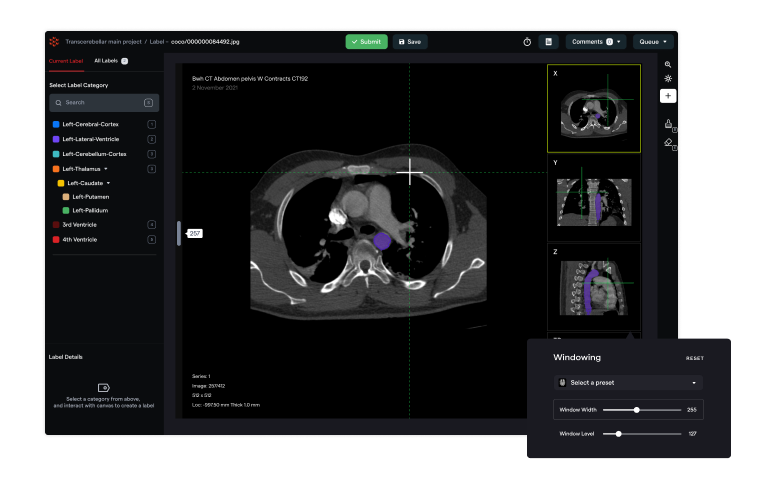 Transcerebellar main project / Label – coco/000000084492.jpg
Submit
Save
Comments 0
Queue
Current Label
All Labels 7
Select Label Category
Search
Left-Cerebral-Cortex 1
Left-Lateral-Ventricle 2
Left-Cerebellum-Cortex 3
Left-Thalamus 3
Left-Caudate
Left-Putamen
Left-Pallidum
3rd Ventricle 4
4th Ventricle 5
Label Details
Select a category from above,
and interact with canvas to create a label
Bwh CT Abdomen pelvis W Contracts CT192
2 November 2021
257
Series: 1
Image: 257/412
512 x 512
Loc: -997.50 mm Thick 1.0 mm
X
Y
Z
Windowing
RESET
Select a preset
Window Width 255
Window Level 127